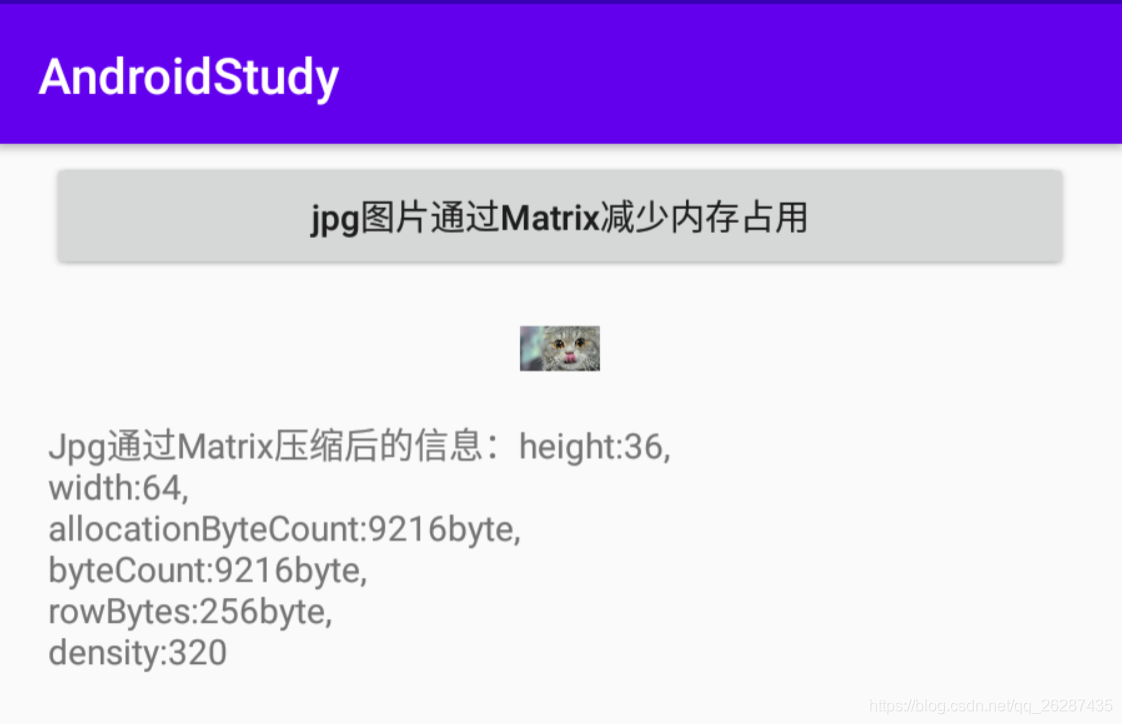 AndroidStudy
jpg图片通过Matrix减少内存占用
Jpg通过Matrix压缩后的信息：height:36,
width:64,
allocationByteCount:9216byte,
byteCount:9216byte,
rowBytes:256byte,
density:320
https://blog.csdn.net/qq_26287435